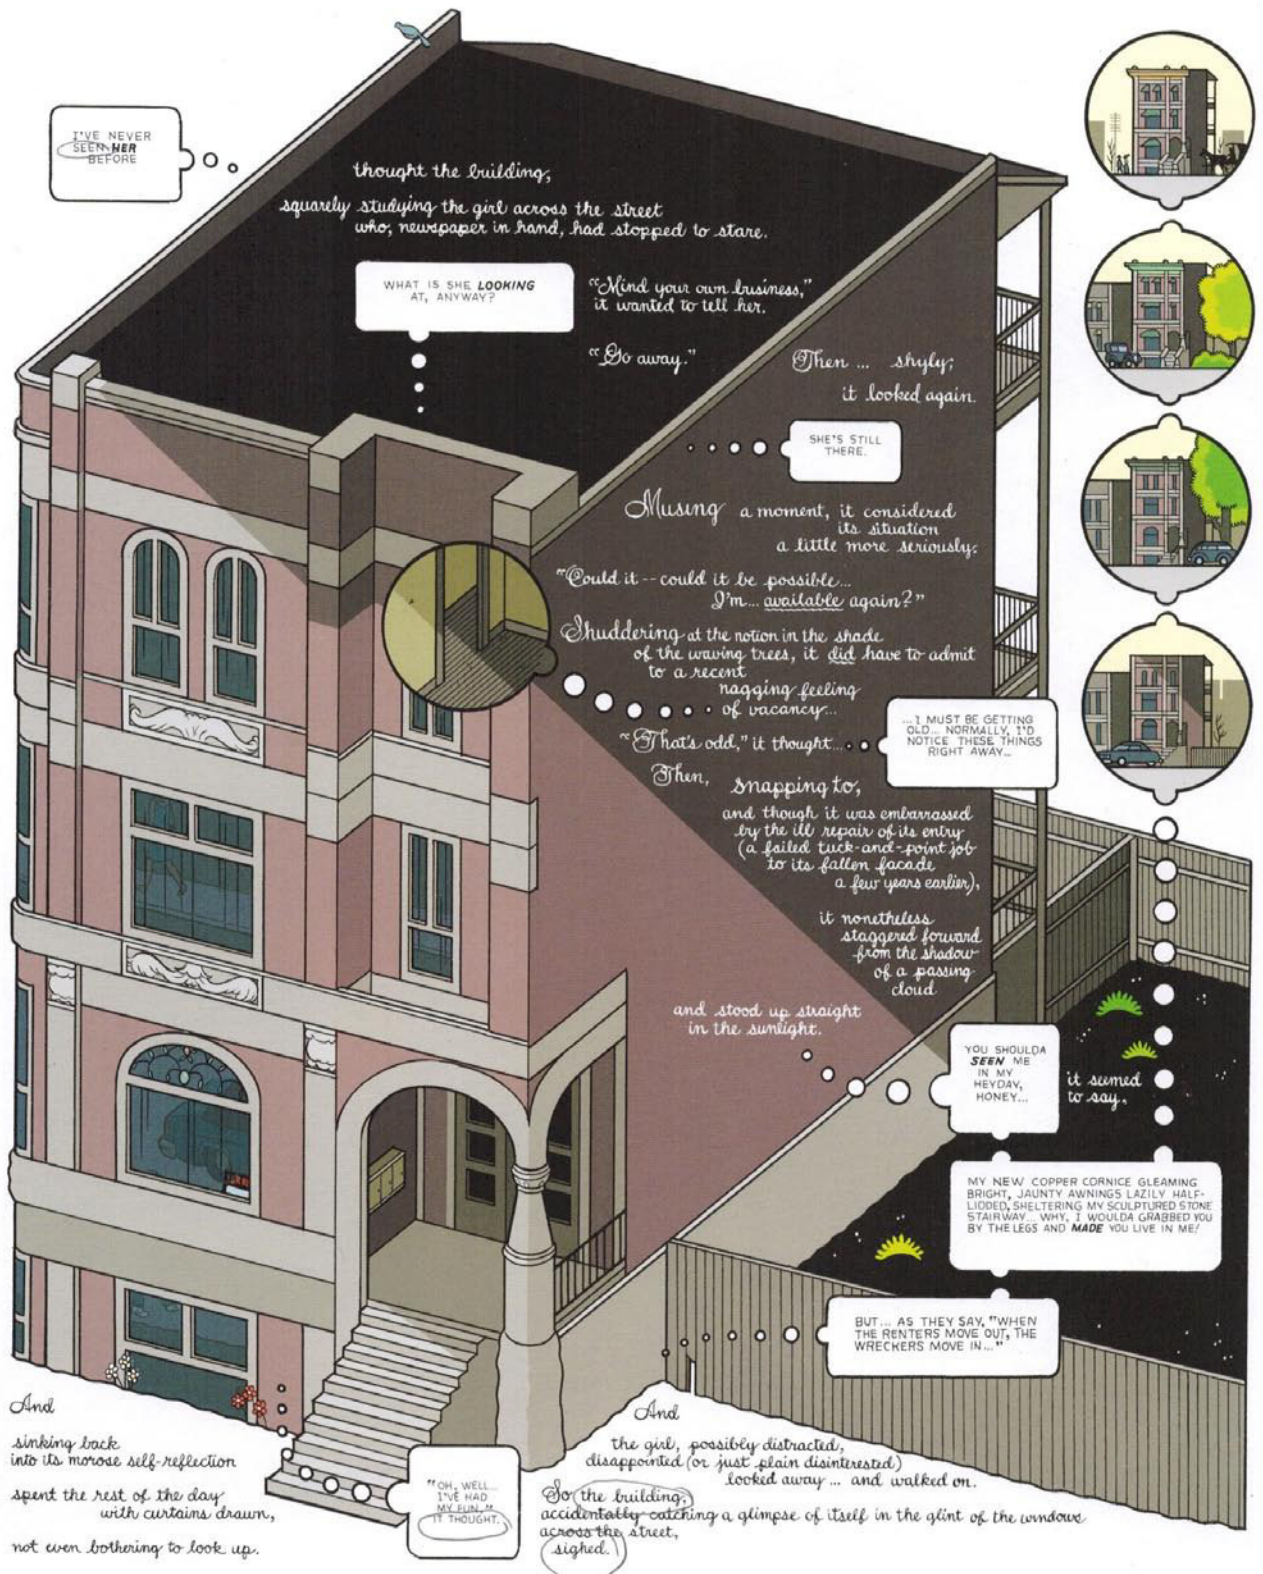 I'VE NEVER
SEEN HER
BEFORE
thought the building,
squarely studying the girl across the street
who, newspaper in hand, had stopped to stare.
WHAT IS SHE LOOKING
AT, ANYWAY?
"Mind your own business,"
it wanted to tell her.
"Go away."
Then ... shyly;
it looked again.
SHE'S STILL
THERE.
Musing a moment, it considered
its situation
a little more seriously:
"Could it -- could it be possible...
I'm... available again?"
Shuddering at the notion in the shade
of the waving trees, it did have to admit
to a recent
nagging feeling
of vacancy...
"That's odd," it thought...
...I MUST BE GETTING
OLD... NORMALLY, I'D
NOTICE THESE THINGS
RIGHT AWAY...
Then, snapping to,
and though it was embarrassed
by the ill repair of its entry
(a failed tuck-and-point job
to its fallen facade
a few years earlier),
it nonetheless
staggered forward
from the shadow
of a passing
cloud
and stood up straight
in the sunlight.
YOU SHOULDA
SEEN ME
IN MY
HEYDAY,
HONEY...
it seemed
to say,
MY NEW COPPER CORNICE GLEAMING
BRIGHT, JAUNTY AWNINGS LAZILY HALF-
LIDDED, SHELTERING MY SCULPTURED STONE
STAIRWAY... WHY, I WOULDA GRABBED YOU
BY THE LEGS AND MADE YOU LIVE IN ME!
BUT... AS THEY SAY, "WHEN
THE RENTERS MOVE OUT, THE
WRECKERS MOVE IN..."
And
the girl, possibly distracted,
disappointed (or just plain disinterested)
looked away ... and walked on.
So the building,
accidentally catching a glimpse of itself in the glint of the windows
across the street,
sighed.
"OH, WELL...
I'VE HAD
MY FUN,"
IT THOUGHT.
And
sinking back
into its morose self-reflection
spent the rest of the day
with curtains drawn,
not even bothering to look up.